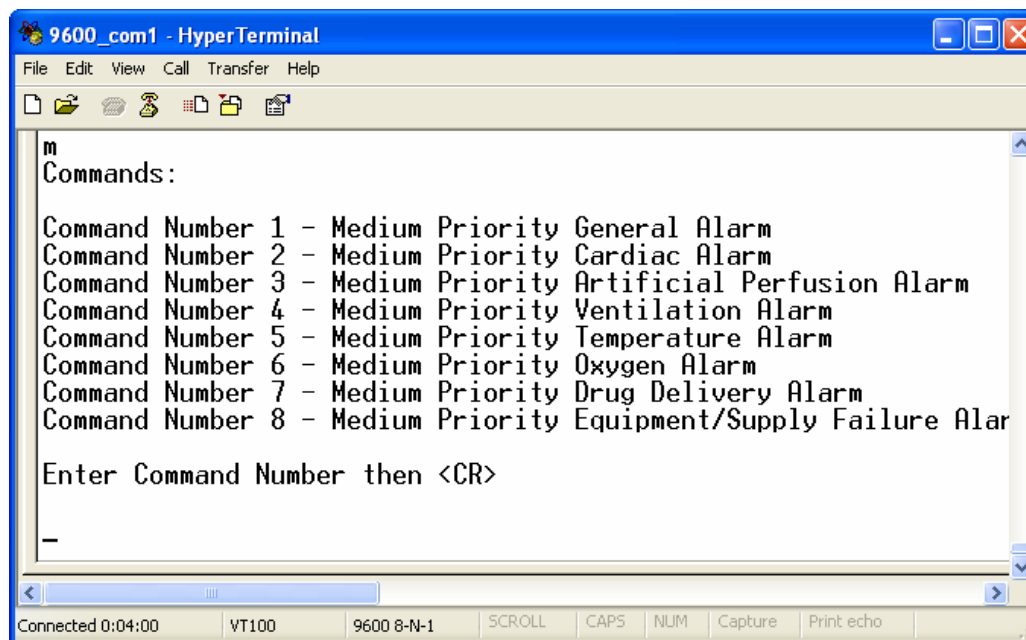 9600_com1 - HyperTerminal
File Edit View Call Transfer Help
m
Commands:
Command Number 1 - Medium Priority General Alarm
Command Number 2 - Medium Priority Cardiac Alarm
Command Number 3 - Medium Priority Artificial Perfusion Alarm
Command Number 4 - Medium Priority Ventilation Alarm
Command Number 5 - Medium Priority Temperature Alarm
Command Number 6 - Medium Priority Oxygen Alarm
Command Number 7 - Medium Priority Drug Delivery Alarm
Command Number 8 - Medium Priority Equipment/Supply Failure Alar
Enter Command Number then <CR>
_
Connected 0:04:00 VT100 9600 8-N-1 SCROLL CAPS NUM Capture Print echo